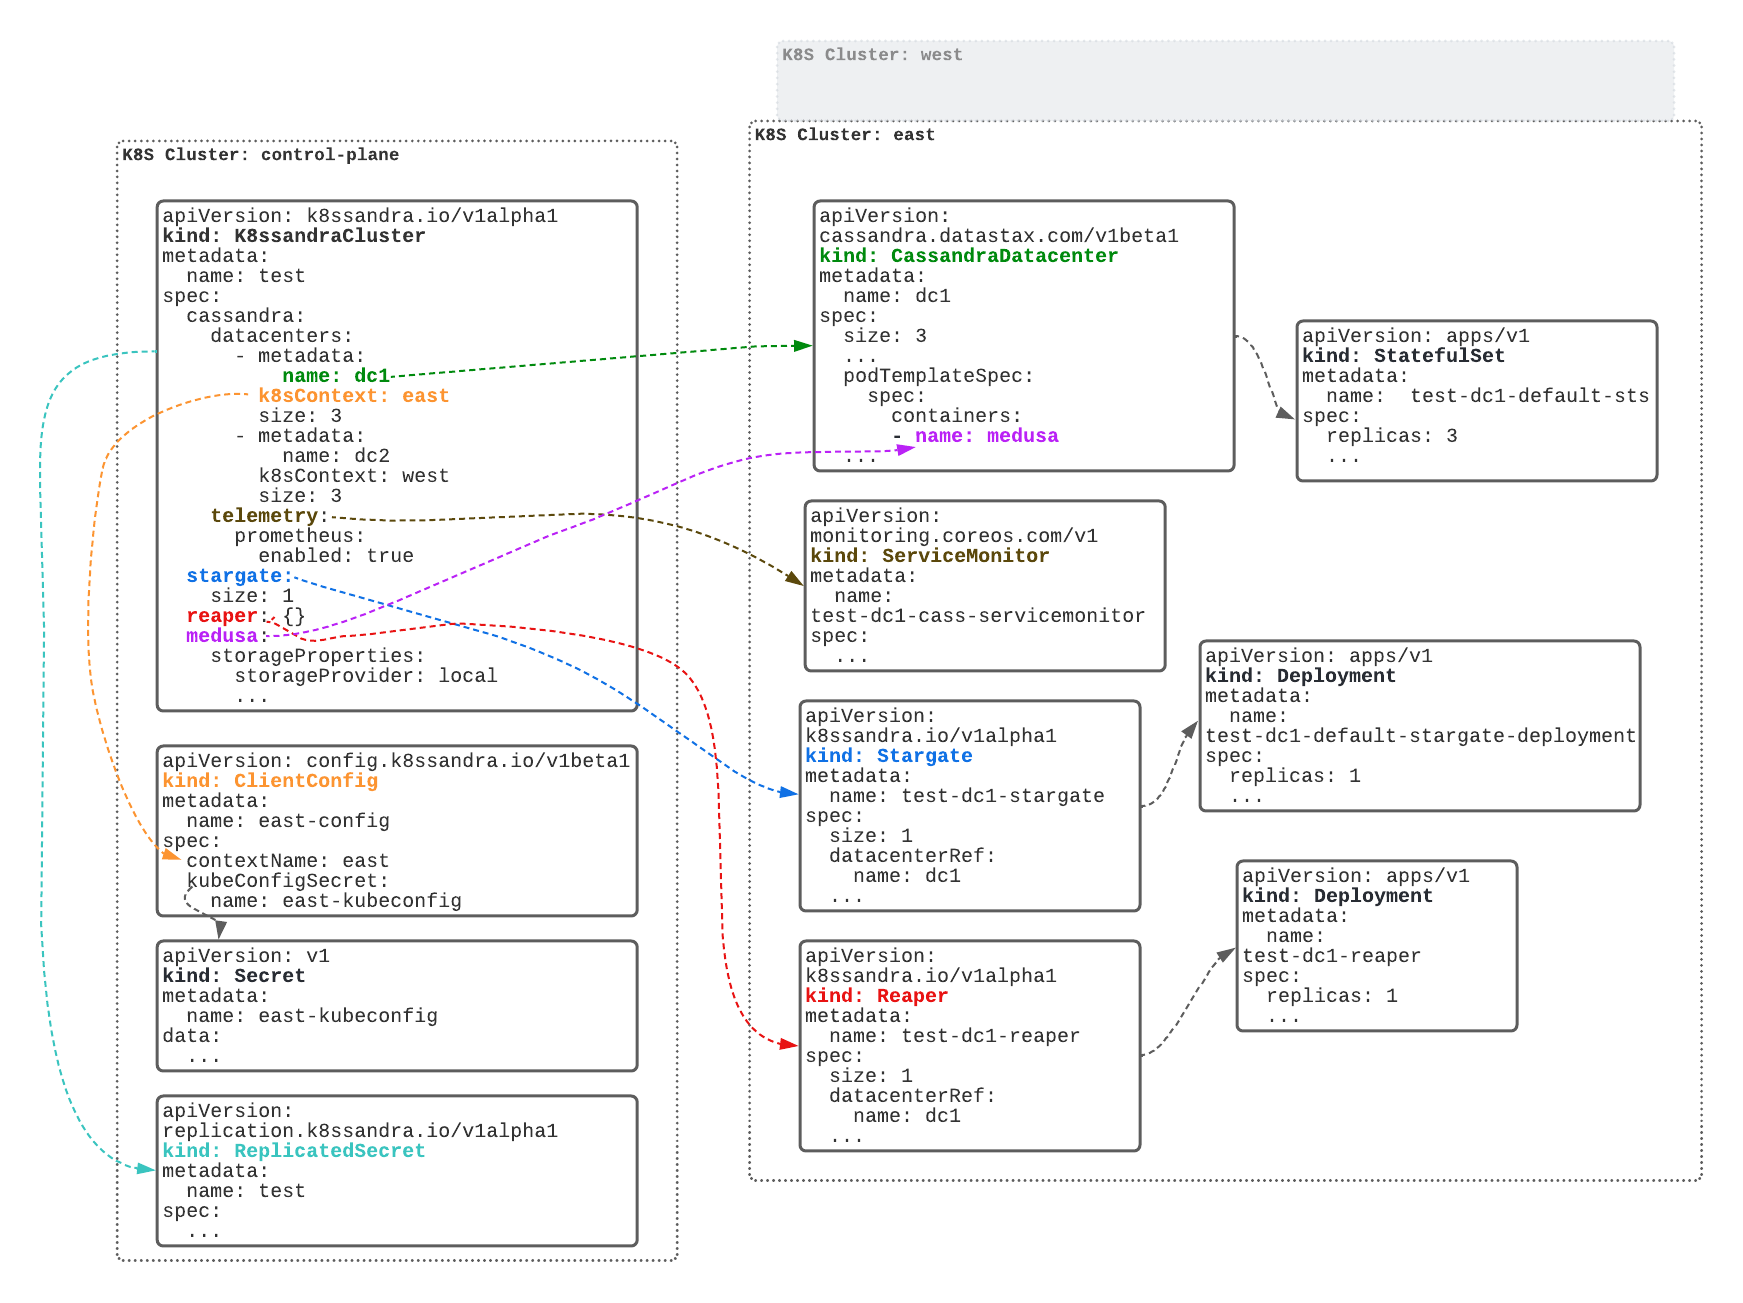 K8S Cluster: west
K8S Cluster: east
K8S Cluster: control-plane
apiVersion: k8ssandra.io/v1alpha1
kind: K8ssandraCluster
metadata:
  name: test
spec:
  cassandra:
    datacenters:
      - metadata:
          name: dc1
        k8sContext: east
        size: 3
      - metadata:
          name: dc2
        k8sContext: west
        size: 3
    telemetry:
      prometheus:
        enabled: true
  stargate:
    size: 1
  reaper: {}
  medusa:
    storageProperties:
      storageProvider: local
      ...
apiVersion: config.k8ssandra.io/v1beta1
kind: ClientConfig
metadata:
  name: east-config
spec:
  contextName: east
  kubeConfigSecret:
    name: east-kubeconfig
apiVersion: v1
kind: Secret
metadata:
  name: east-kubeconfig
data:
  ...
apiVersion:
replication.k8ssandra.io/v1alpha1
kind: ReplicatedSecret
metadata:
  name: test
spec:
  ...
apiVersion:
cassandra.datastax.com/v1beta1
kind: CassandraDatacenter
metadata:
  name: dc1
spec:
  size: 3
  ...
  podTemplateSpec:
    spec:
      containers:
      - name: medusa
  ...
apiVersion: apps/v1
kind: StatefulSet
metadata:
  name:  test-dc1-default-sts
spec:
  replicas: 3
  ...
apiVersion:
monitoring.coreos.com/v1
kind: ServiceMonitor
metadata:
  name:
test-dc1-cass-servicemonitor
spec:
  ...
apiVersion:
k8ssandra.io/v1alpha1
kind: Stargate
metadata:
  name: test-dc1-stargate
spec:
  size: 1
  datacenterRef:
    name: dc1
  ...
apiVersion: apps/v1
kind: Deployment
metadata:
  name:
test-dc1-default-stargate-deployment
spec:
  replicas: 1
  ...
apiVersion:
k8ssandra.io/v1alpha1
kind: Reaper
metadata:
  name: test-dc1-reaper
spec:
  size: 1
  datacenterRef:
    name: dc1
  ...
apiVersion: apps/v1
kind: Deployment
metadata:
  name:
test-dc1-reaper
spec:
  replicas: 1
  ...